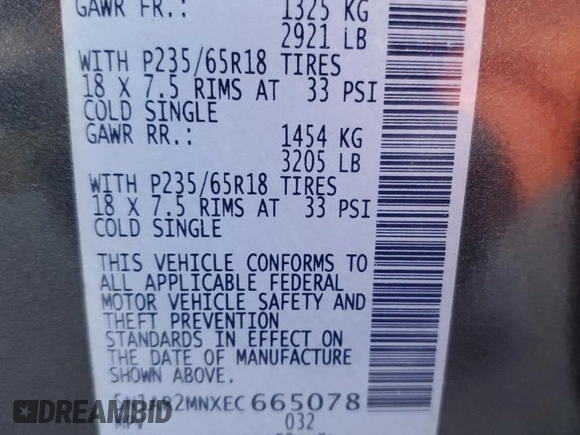 GAWR FR.: 1325 KG
2921 LB
WITH P235/65R18 TIRES
18 X 7.5 RIMS AT 33 PSI
COLD SINGLE
GAWR RR.: 1454 KG
3205 LB
WITH P235/65R18 TIRES
18 X 7.5 RIMS AT 33 PSI
COLD SINGLE
THIS VEHICLE CONFORMS TO
ALL APPLICABLE FEDERAL
MOTOR VEHICLE SAFETY AND
THEFT PREVENTION
STANDARDS IN EFFECT ON
THE DATE OF MANUFACTURE
SHOWN ABOVE.
5N1AR2MNXEC665078
MPV 032
DREAMBID